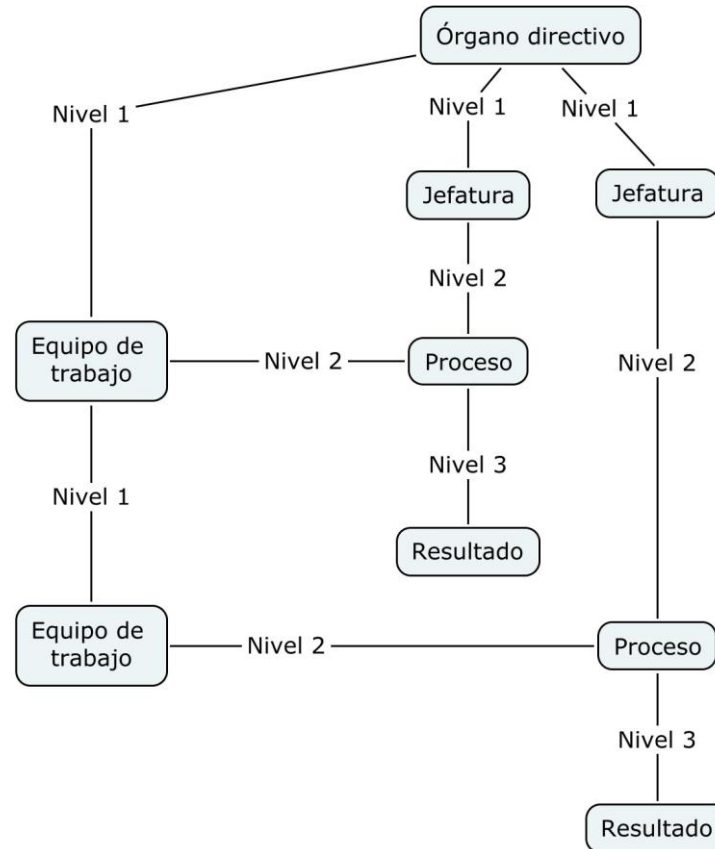 Órgano directivo
Nivel 1
Nivel 1
Nivel 1
Jefatura
Jefatura
Nivel 2
Equipo de
trabajo
Nivel 2
Proceso
Nivel 2
Nivel 3
Nivel 1
Resultado
Equipo de
trabajo
Nivel 2
Proceso
Nivel 3
Resultado